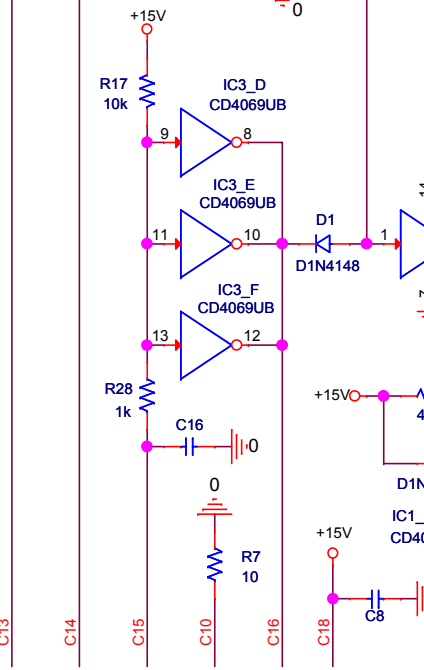 0
+15V
R17
10k
IC3_D
CD4069UB
9
8
IC3_E
CD4069UB
11
10
D1
D1N4148
1
IC3_F
CD4069UB
13
12
R28
1k
+15V
4
C16
0
0
D1N
IC1_
CD40
+15V
R7
10
C8
C13
C14
C15
C10
C16
C18